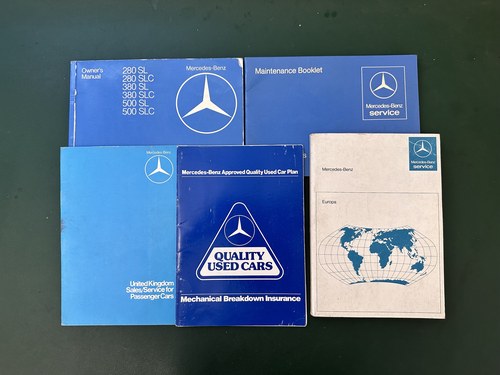 Owner's
Manual
280 SL
280 SLC
380 SL
380 SLC
500 SL
500 SLC
Mercedes-Benz
Maintenance Booklet
Mercedes-Benz
service
Mercedes-Benz
United Kingdom
Sales/Service for
Passenger Cars
Mercedes-Benz Approved Quality Used Car Plan
QUALITY
USED CARS
Mechanical Breakdown Insurance
Mercedes-Benz
service
Mercedes-Benz
Europa